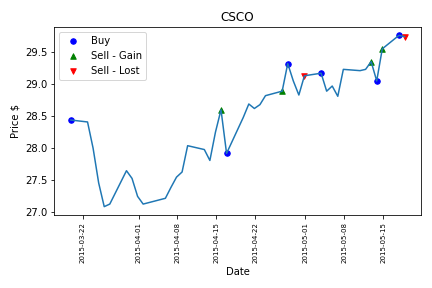 CSCO
Buy
Sell - Gain
Sell - Lost
Price $
29.5
29.0
28.5
28.0
27.5
27.0
2015-03-22
2015-04-01
2015-04-08
2015-04-15
2015-04-22
2015-05-01
2015-05-08
2015-05-15
Date